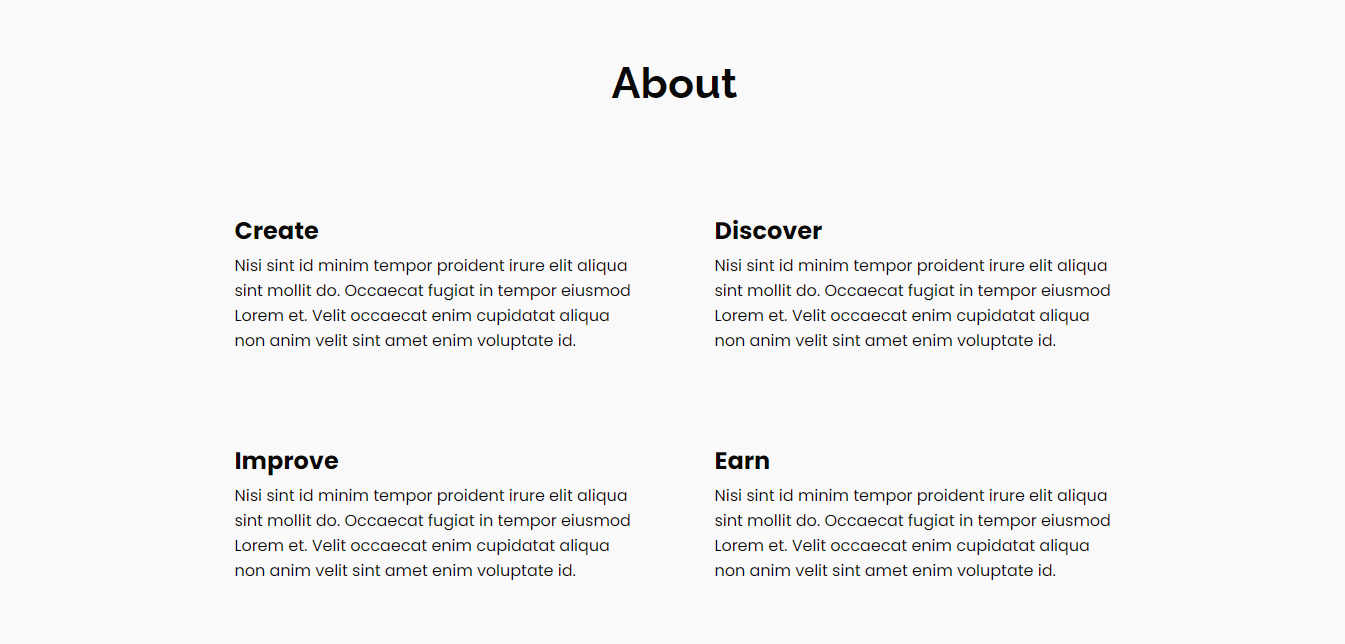 About
Create
Nisi sint id minim tempor proident irure elit aliqua
sint mollit do. Occaecat fugiat in tempor eiusmod
Lorem et. Velit occaecat enim cupidatat aliqua
non anim velit sint amet enim voluptate id.
Discover
Nisi sint id minim tempor proident irure elit aliqua
sint mollit do. Occaecat fugiat in tempor eiusmod
Lorem et. Velit occaecat enim cupidatat aliqua
non anim velit sint amet enim voluptate id.
Improve
Nisi sint id minim tempor proident irure elit aliqua
sint mollit do. Occaecat fugiat in tempor eiusmod
Lorem et. Velit occaecat enim cupidatat aliqua
non anim velit sint amet enim voluptate id.
Earn
Nisi sint id minim tempor proident irure elit aliqua
sint mollit do. Occaecat fugiat in tempor eiusmod
Lorem et. Velit occaecat enim cupidatat aliqua
non anim velit sint amet enim voluptate id.